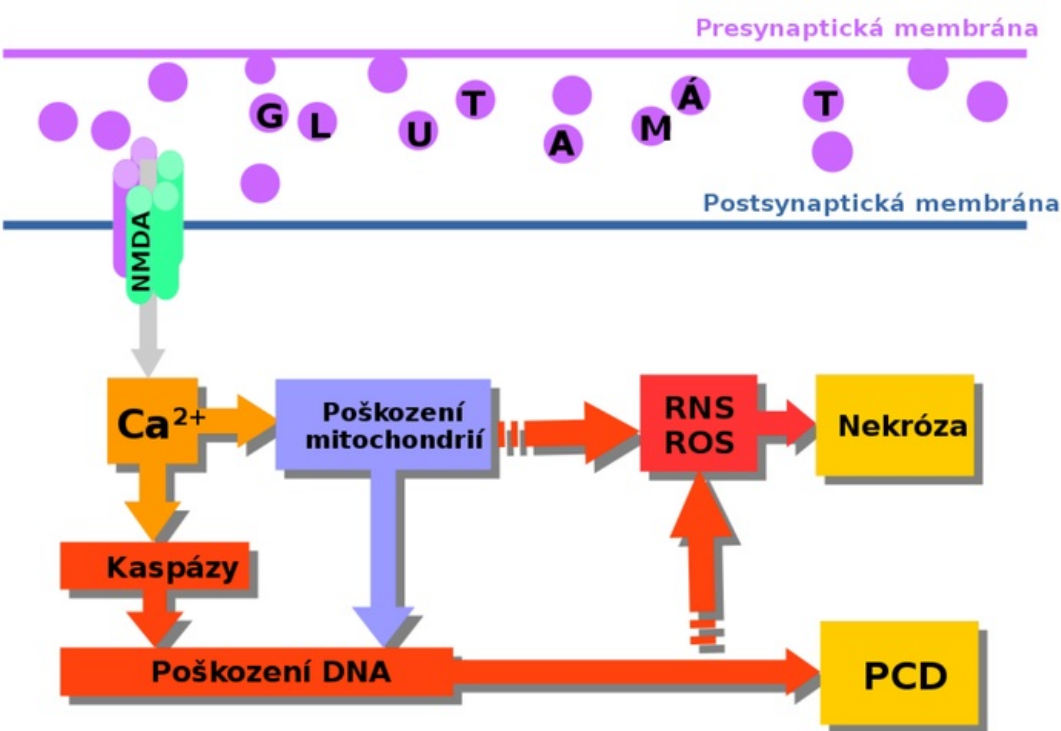 Presynaptická membrána
G L U T A M Á T
Postsynaptická membrána
NMDA
Ca²⁺
Poškození
mitochondrií
RNS
ROS
Nekróza
Kaspázy
Poškození DNA
PCD